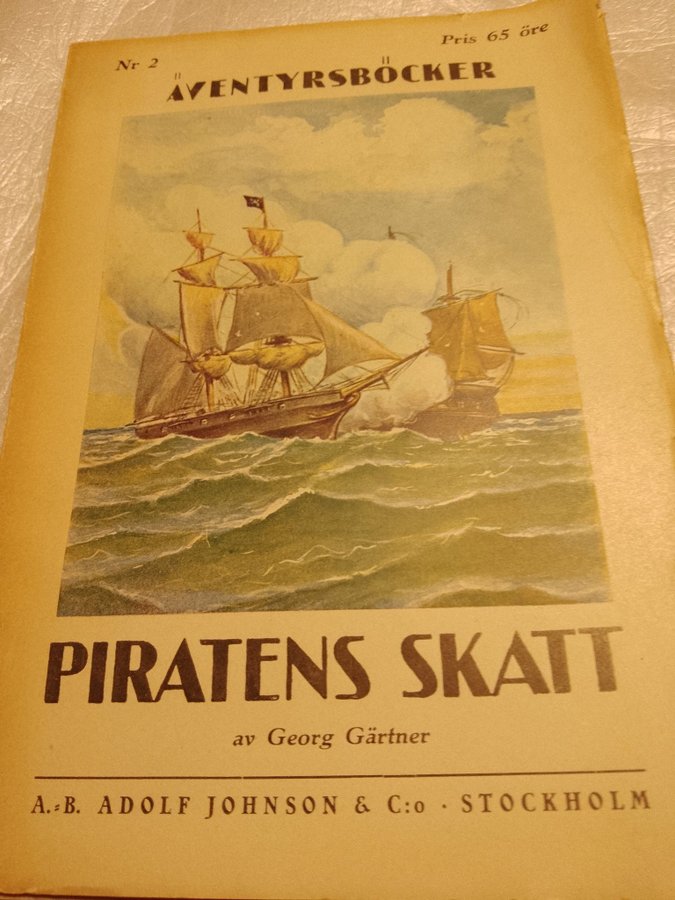 Nr 2
Pris 65 öre
ÄVENTYRSBÖCKER
PIRATENS SKATT
av Georg Gärtner
A.-B. ADOLF JOHNSON & C:o · STOCKHOLM